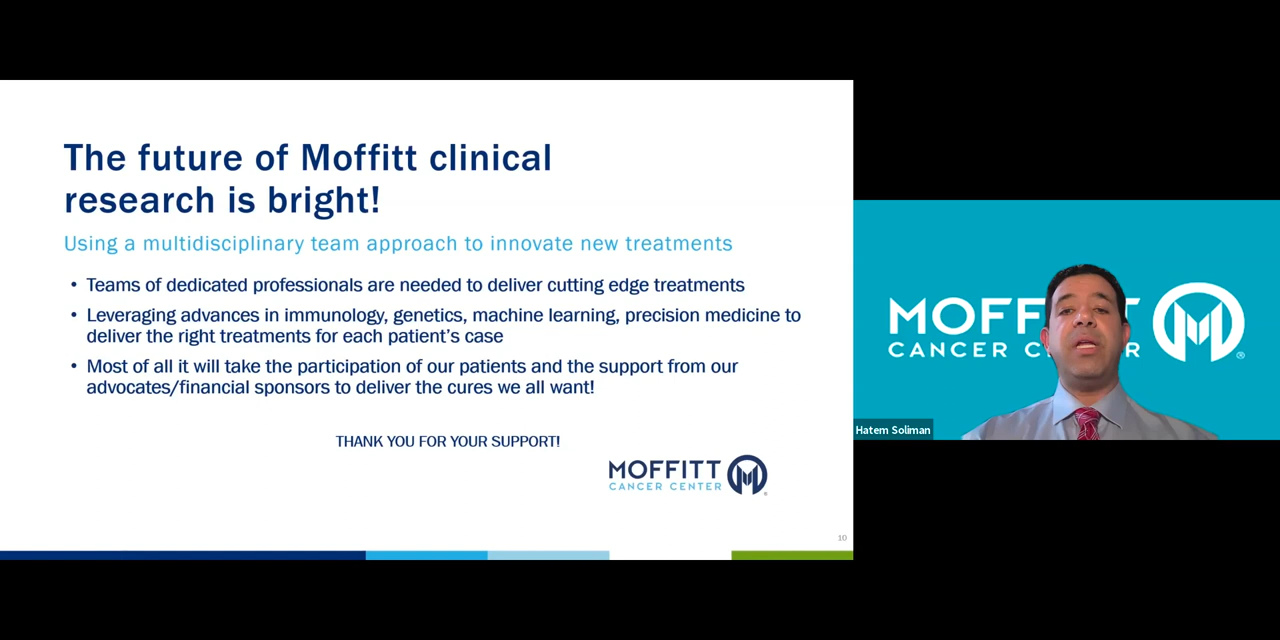 The future of Moffitt clinical
research is bright!
Using a multidisciplinary team approach to innovate new treatments
• Teams of dedicated professionals are needed to deliver cutting edge treatments
• Leveraging advances in immunology, genetics, machine learning, precision medicine to
deliver the right treatments for each patient's case
• Most of all it will take the participation of our patients and the support from our
advocates/financial sponsors to deliver the cures we all want!
THANK YOU FOR YOUR SUPPORT!
MOFFITT
CANCER CENTER
®
10
MOFF T
CANCER C R
®
Hatem Soliman